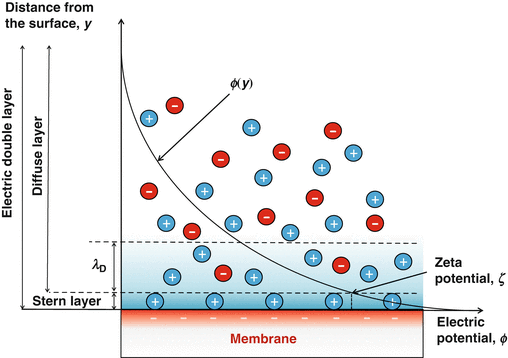 Distance from
the surface, y
Electric double layer
Diffuse layer
ϕ(y)
λD
Stern layer
Zeta
potential, ζ
Electric
potential, ϕ
Membrane